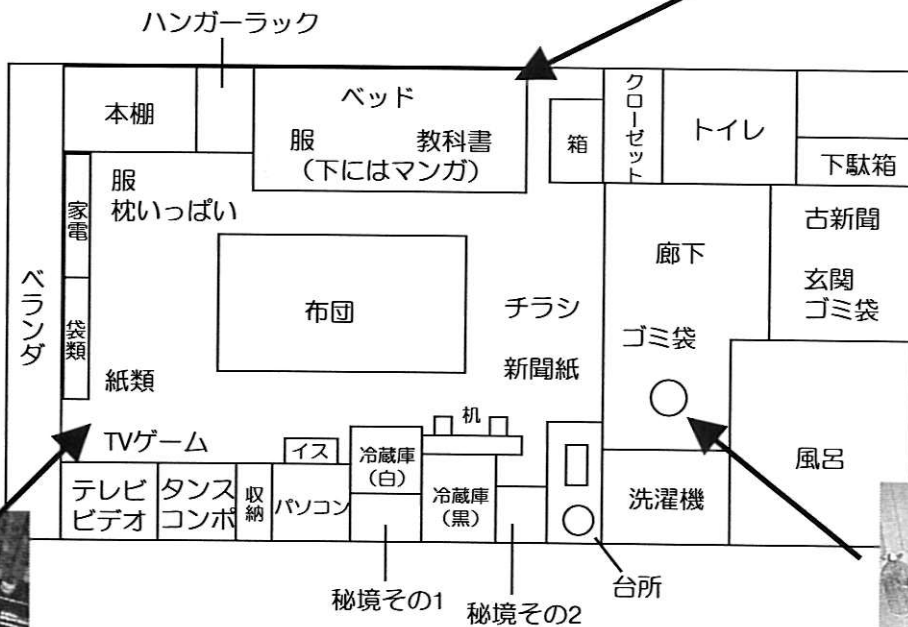 ハンガーラック
本棚
ベッド
服 教科書
(下にはマンガ)
箱
クローゼット
トイレ
下駄箱
服
枕いっぱい
家電
袋類
ベランダ
布団
チラシ
新聞紙
廊下
ゴミ袋
古新聞
玄関
ゴミ袋
紙類
TVゲーム
机
イス
冷蔵庫
(白)
冷蔵庫
(黒)
テレビ
ビデオ
タンス
コンポ
収納
パソコン
洗濯機
風呂
秘境その1
秘境その2
台所